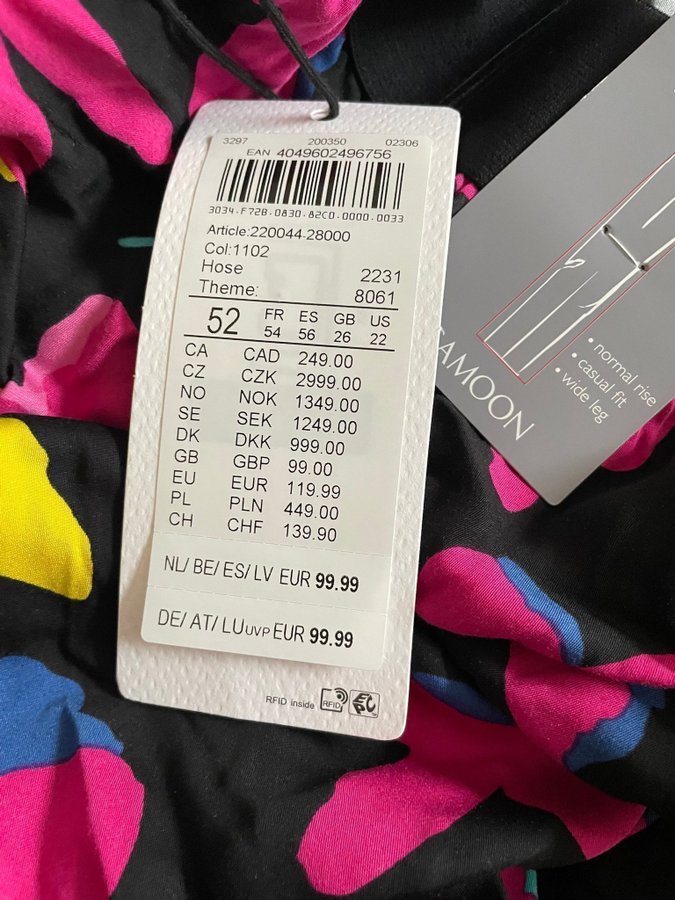 3297 200350 02306
EAN 4049602496756
3034-F72B-0830-82C0-0000-0033
Article:220044-28000
Col:1102
Hose 2231
Theme: 8061
52 FR ES GB US
54 56 26 22
CA CAD 249.00
CZ CZK 2999.00
NO NOK 1349.00
SE SEK 1249.00
DK DKK 999.00
GB GBP 99.00
EU EUR 119.99
PL PLN 449.00
CH CHF 139.90
NL/BE/ES/LV EUR 99.99
DE/AT/LU UVP EUR 99.99
RFID inside RFID EPC
AMOON
• normal rise
• casual fit
• wide leg